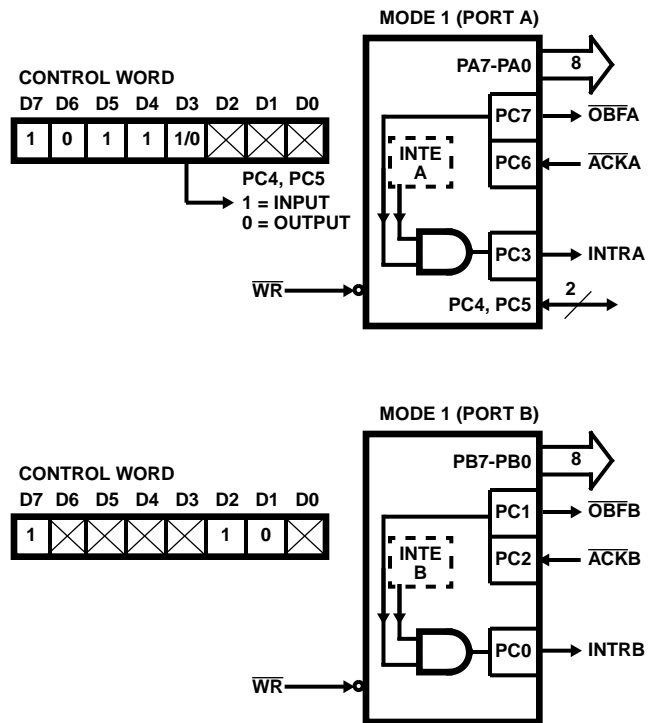 MODE 1 (PORT A)
CONTROL WORD
D7 D6 D5 D4 D3 D2 D1 D0
1 0 1 1 1/0
PC4, PC5
1 = INPUT
0 = OUTPUT
PA7-PA0
8
PC7
OBFA
INTE
A
PC6
ACKA
PC3
INTRA
WR
PC4, PC5
2
MODE 1 (PORT B)
CONTROL WORD
D7 D6 D5 D4 D3 D2 D1 D0
1 1 0
PB7-PB0
8
PC1
OBFB
INTE
B
PC2
ACKB
PC0
INTRB
WR